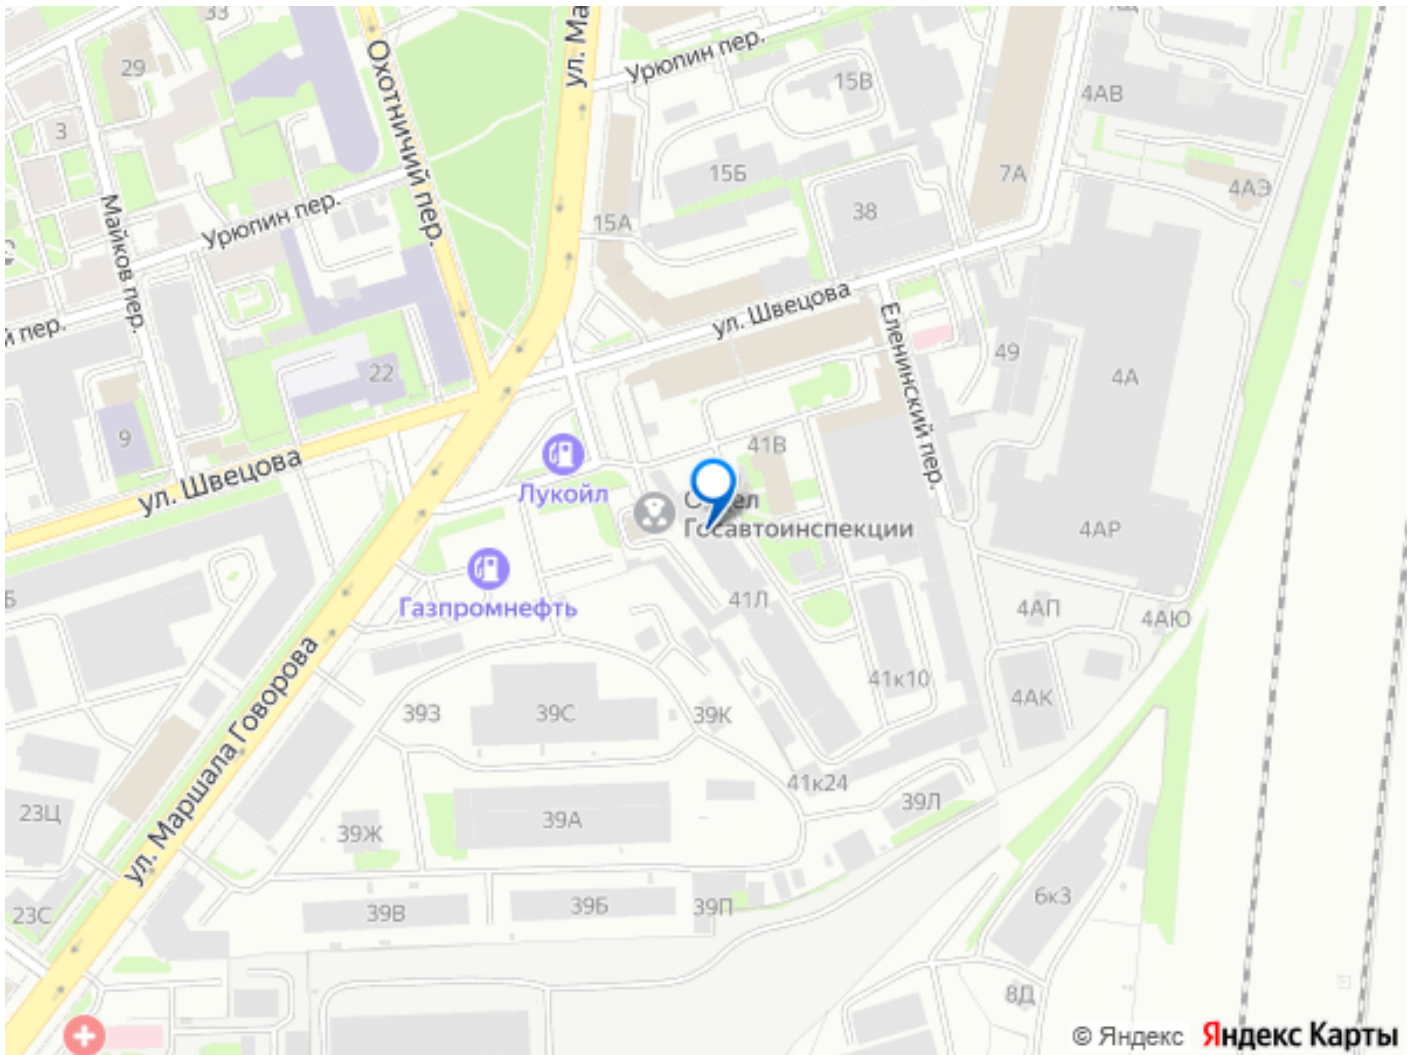 33
ул. Ма
29
Охотничий пер.
Урюпин пер.
15В
4АВ
3
15Б
7А
4АЭ
Майков пер.
Урюпин пер.
15А
38
й пер.
ул. Швецова
Еленинский пер.
49
22
4А
9
41В
ул. Швецова
Лукойл
Госавтоинспекции
4АР
Газпромнефть
41Л
4АП
4АЮ
ул. Маршала Говорова
41к10
4АК
39З
39С
39К
41к24
39Л
23Ц
39Ж
39А
6к3
23С
39В
39Б
39П
8Д
© Яндекс Яндекс Карты